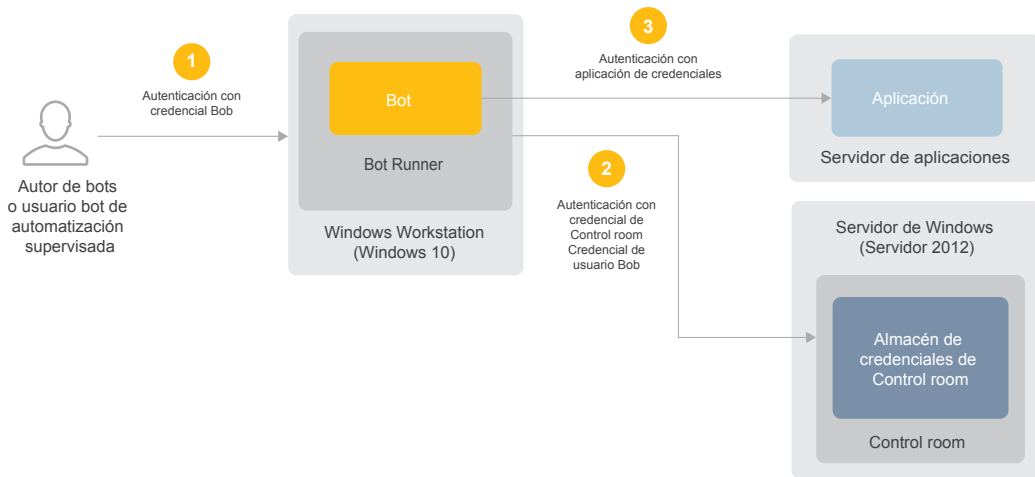 1
Autenticación con
credencial Bob
Autor de bots
o usuario bot de
automatización
supervisada
Bot
Bot Runner
Windows Workstation
(Windows 10)
3
Autenticación con
aplicación de credenciales
2
Autenticación con
credencial de
Control room
Credencial de
usuario Bob
Aplicación
Servidor de aplicaciones
Servidor de Windows
(Servidor 2012)
Almacén de
credenciales de
Control room
Control room